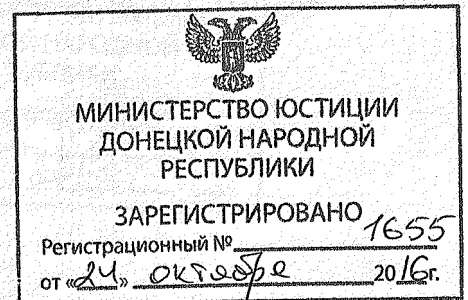 МИНИСТЕРСТВО ЮСТИЦИИ
ДОНЕЦКОЙ НАРОДНОЙ
РЕСПУБЛИКИ
ЗАРЕГИСТРИРОВАНО
Регистрационный № 1655
от «24» октября 2016г.